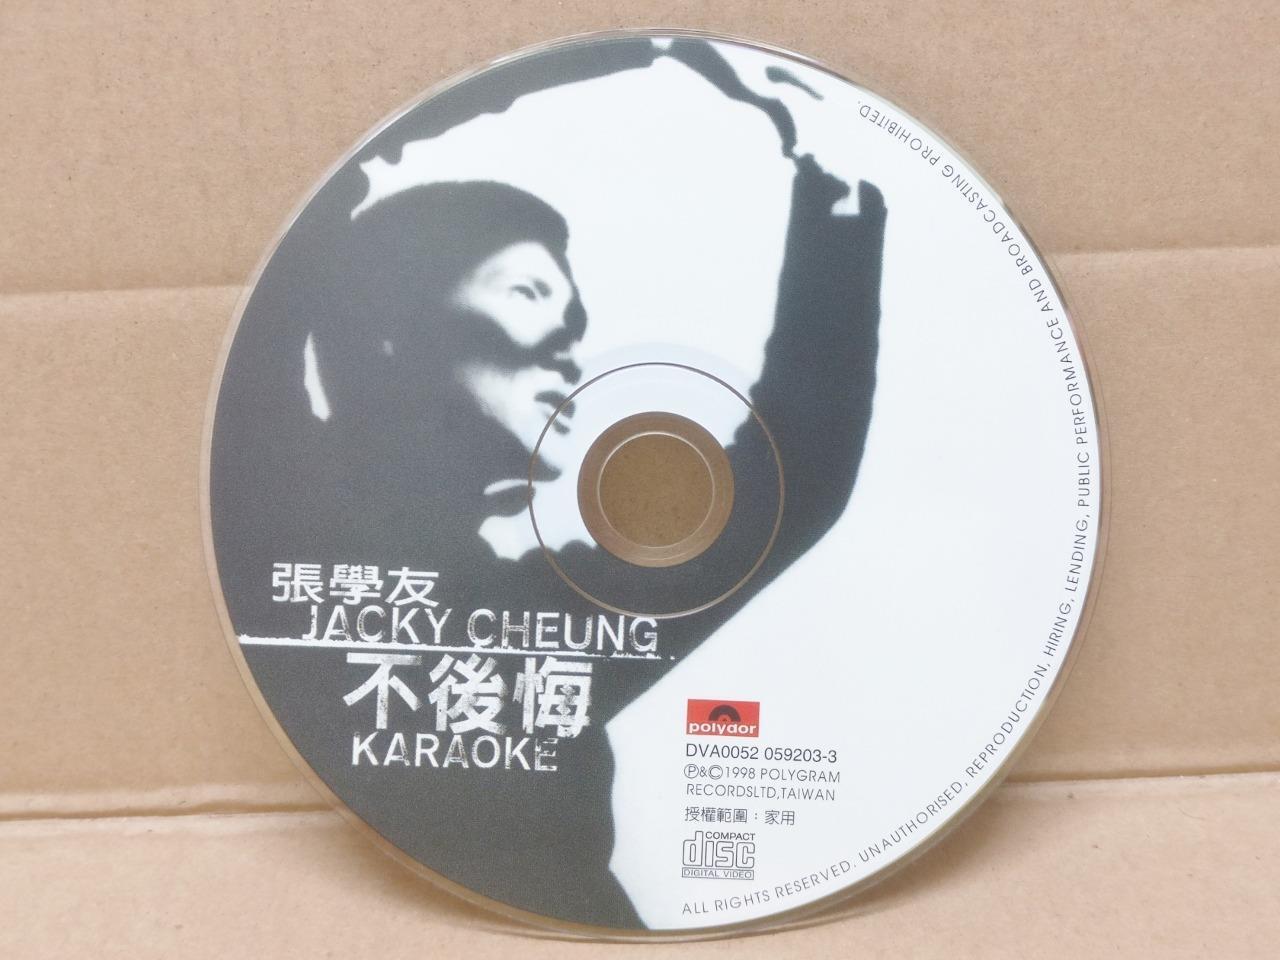 張學友
JACKY CHEUNG
不後悔
KARAOKE
polydor
DVA0052 059203-3
Ⓟ&©1998 POLYGRAM
RECORDSLTD,TAIWAN
授權範圍：家用
COMPACT
disc
DIGITAL VIDEO
ALL RIGHTS RESERVED. UNAUTHORISED, REPRODUCTION, HIRING, LENDING, PUBLIC PERFORMANCE AND BROADCASTING PROHIBITED.